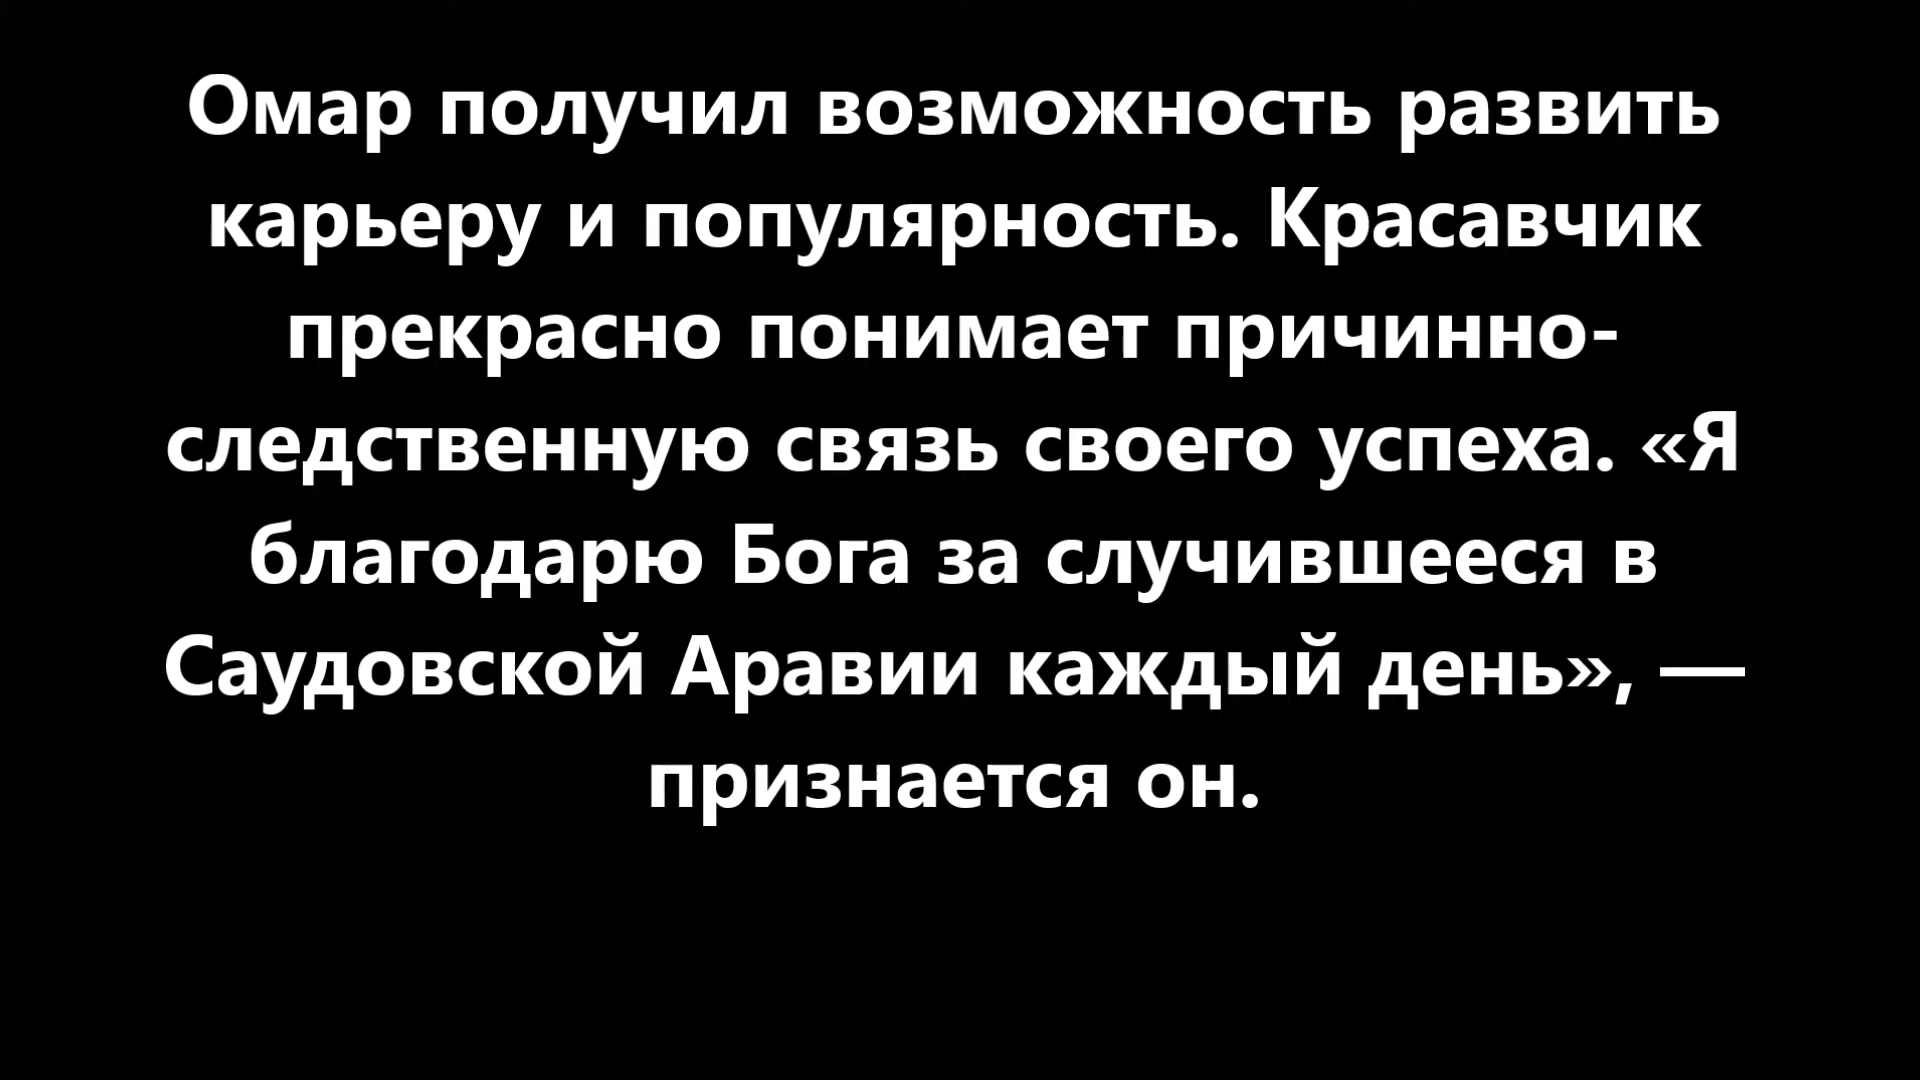 Омар получил возможность развить
карьеру и популярность. Красавчик
прекрасно понимает причинно-
следственную связь своего успеха. «Я
благодарю Бога за случившееся в
Саудовской Аравии каждый день», —
признается он.